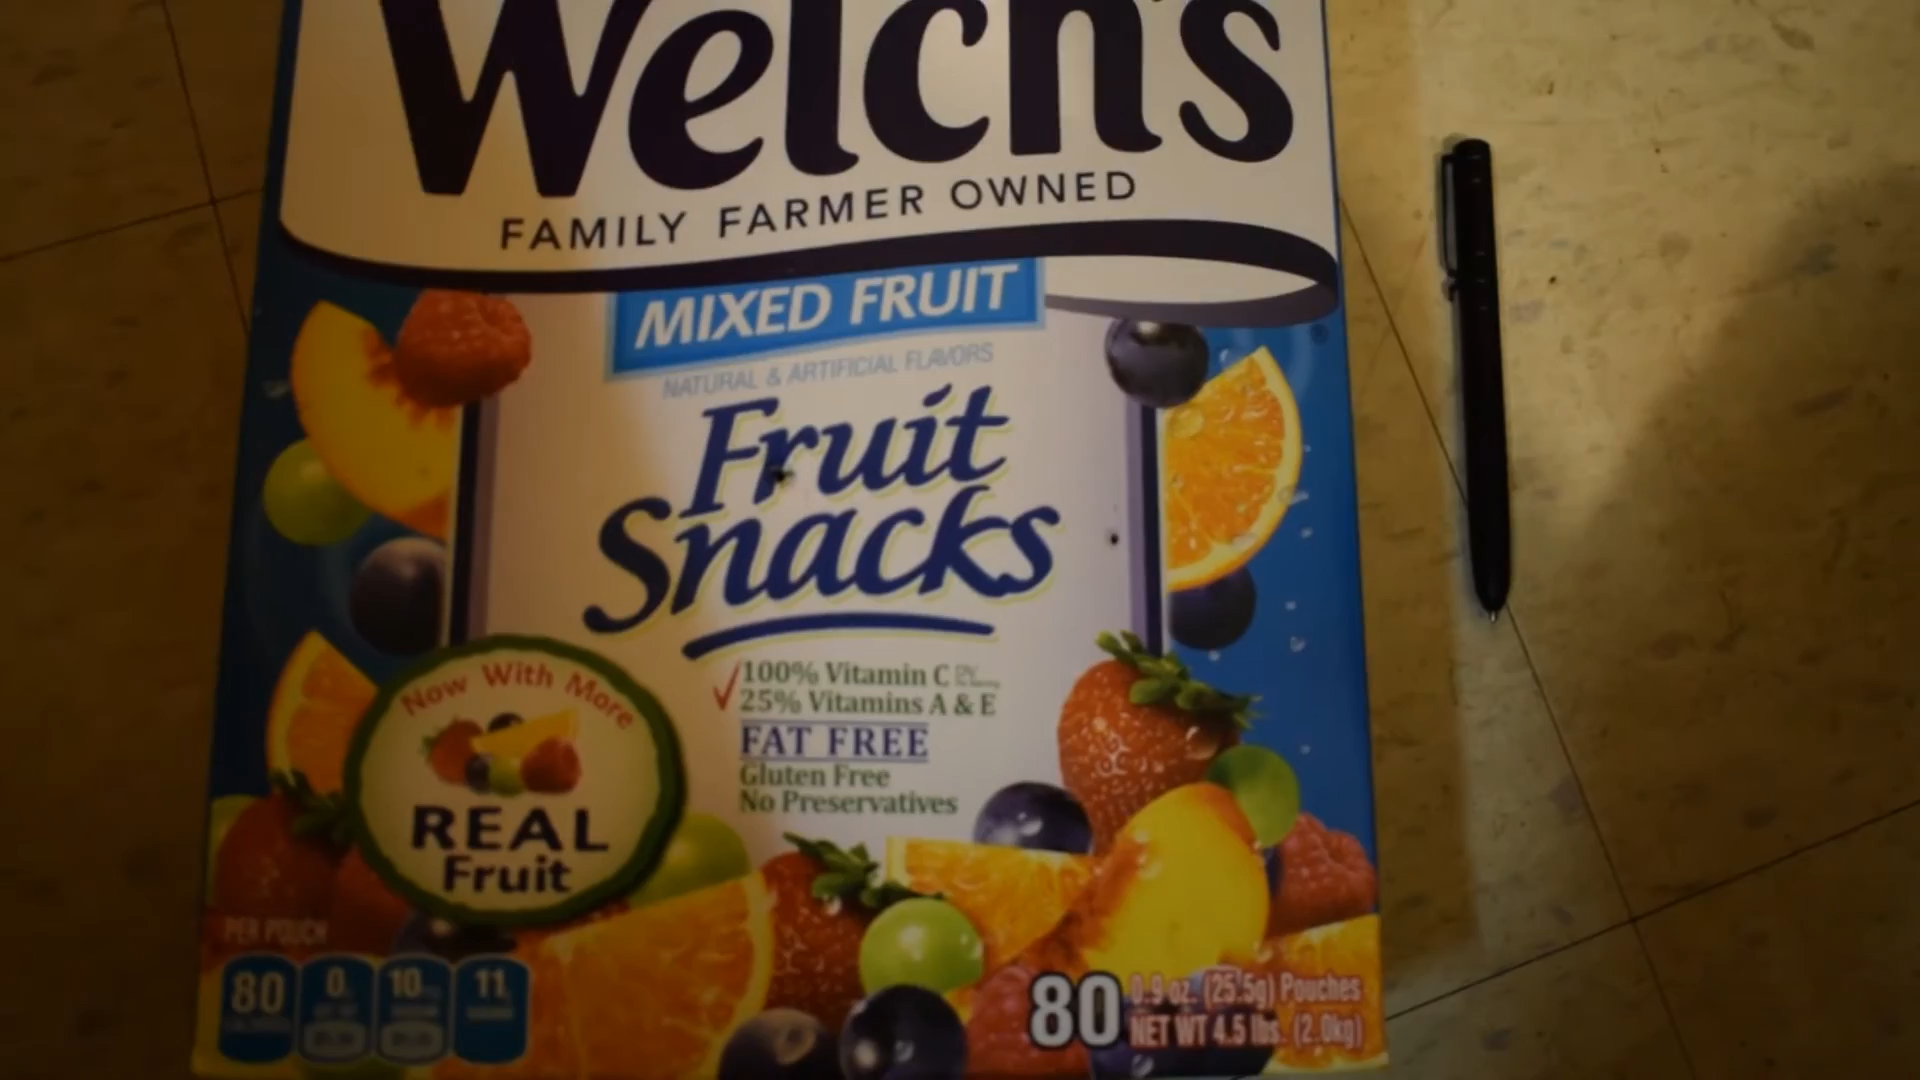 Welch's
FAMILY FARMER OWNED
MIXED FRUIT
NATURAL & ARTIFICIAL FLAVORS
Fruit
Snacks
100% Vitamin C
25% Vitamins A & E
FAT FREE
Gluten Free
No Preservatives
Now With More
REAL
Fruit
PER POUCH
80 0 10 11
80 0.9 oz. (25.5g) Pouches
NET WT 4.5 lbs. (2.0kg)